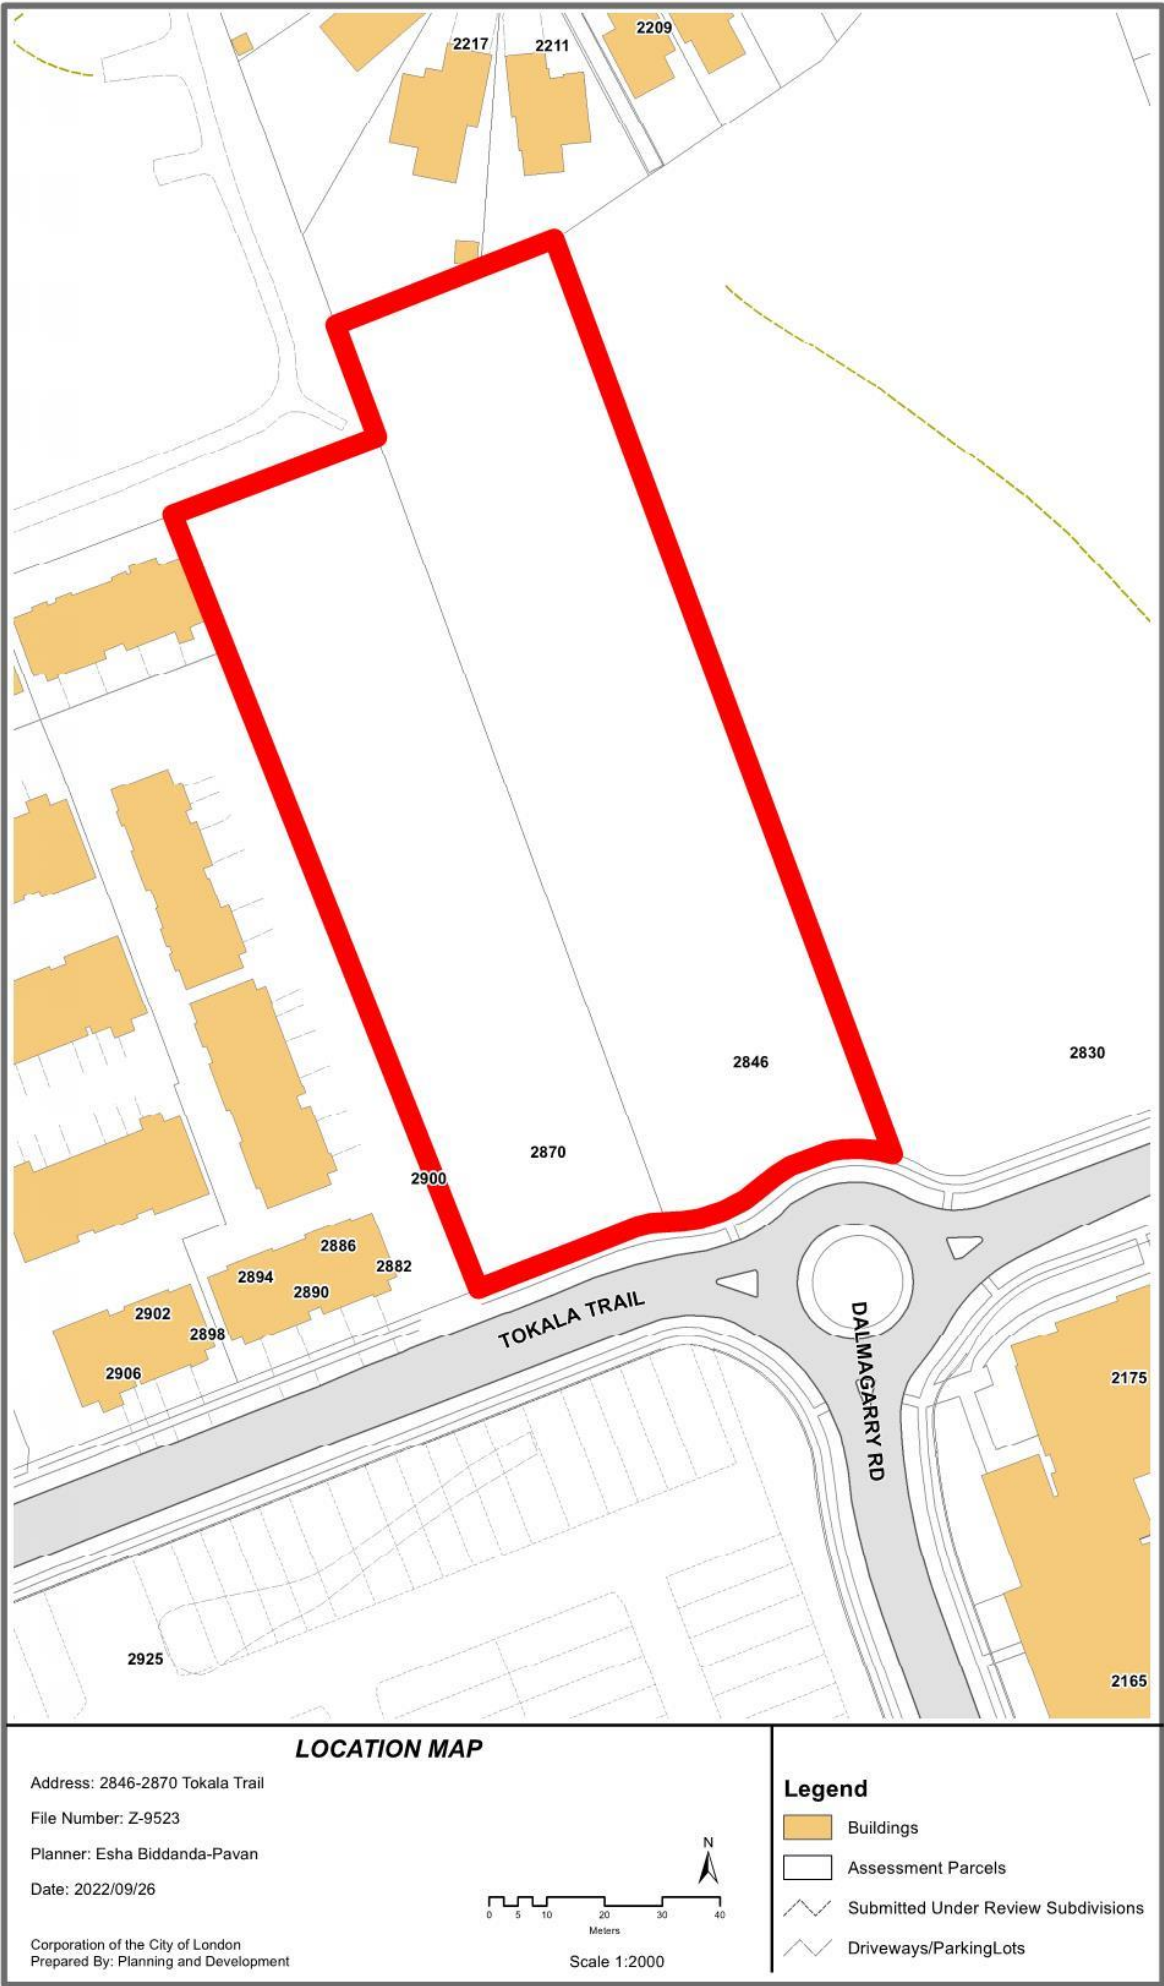 2217
2211
2209
2846
2830
2870
2900
2886
2882
2894
2890
2902
2898
2906
TOKALA TRAIL
DALMAGARRY RD
2175
2925
2165
LOCATION MAP
Address: 2846-2870 Tokala Trail
File Number: Z-9523
Planner: Esha Biddanda-Pavan
Date: 2022/09/26
Corporation of the City of London
Prepared By: Planning and Development
N
0 5 10 20 30 40
Meters
Scale 1:2000
Legend
Buildings
Assessment Parcels
Submitted Under Review Subdivisions
Driveways/ParkingLots